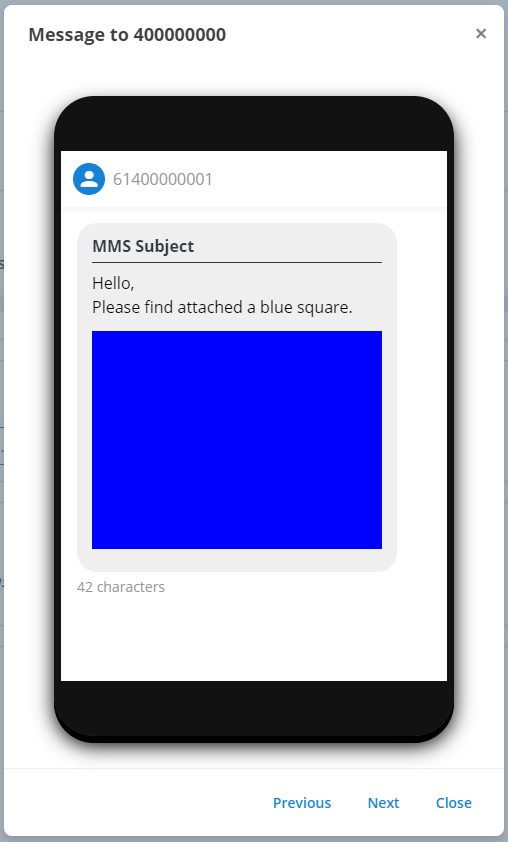 Message to 400000000
×
61400000001
MMS Subject
Hello,
Please find attached a blue square.
42 characters
Previous Next Close